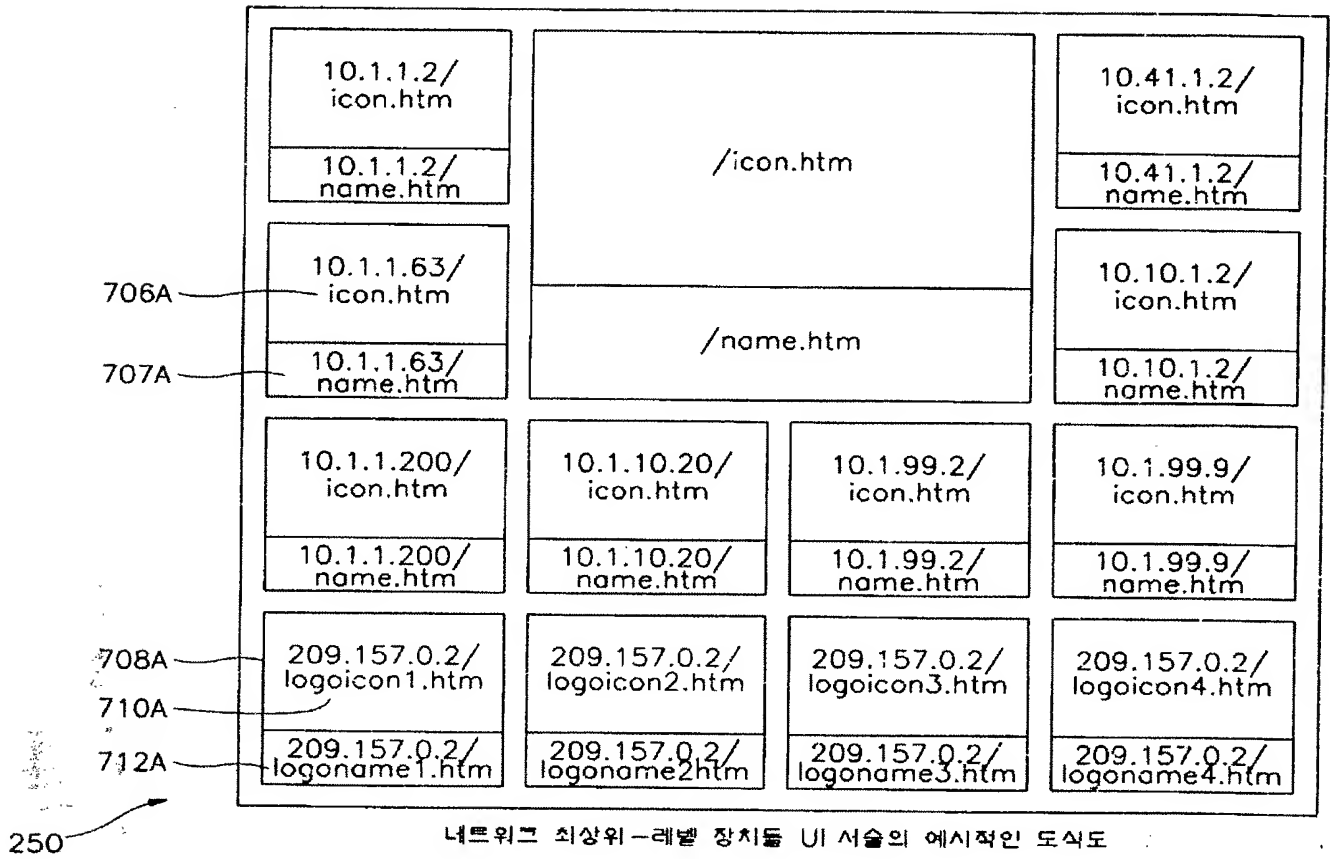 10.1.1.2/
icon.htm
10.1.1.2/
name.htm
/icon.htm
/name.htm
10.41.1.2/
icon.htm
10.41.1.2/
name.htm
706A
10.1.1.63/
icon.htm
707A
10.1.1.63/
name.htm
10.10.1.2/
icon.htm
10.10.1.2/
name.htm
10.1.1.200/
icon.htm
10.1.1.200/
name.htm
10.1.10.20/
icon.htm
10.1.10.20/
name.htm
10.1.99.2/
icon.htm
10.1.99.2/
name.htm
10.1.99.9/
icon.htm
10.1.99.9/
name.htm
708A
209.157.0.2/
logoicon1.htm
710A
712A
209.157.0.2/
logoname1.htm
209.157.0.2/
logoicon2.htm
209.157.0.2/
logoname2htm
209.157.0.2/
logoicon3.htm
209.157.0.2/
logoname3.htm
209.157.0.2/
logoicon4.htm
209.157.0.2/
logoname4.htm
250
네트워크 최상위-레벨 장치들 UI 서술의 예시적인 도식도